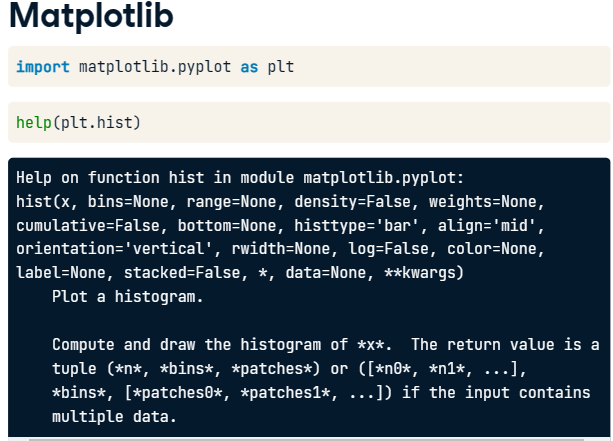 Matplotlib
import matplotlib.pyplot as plt
help(plt.hist)
Help on function hist in module matplotlib.pyplot:
hist(x, bins=None, range=None, density=False, weights=None,
cumulative=False, bottom=None, histtype='bar', align='mid',
orientation='vertical', rwidth=None, log=False, color=None,
label=None, stacked=False, *, data=None, **kwargs)
    Plot a histogram.

    Compute and draw the histogram of *x*.  The return value is a
    tuple (*n*, *bins*, *patches*) or ([*n0*, *n1*, ...],
    *bins*, [*patches0*, *patches1*, ...]) if the input contains
    multiple data.